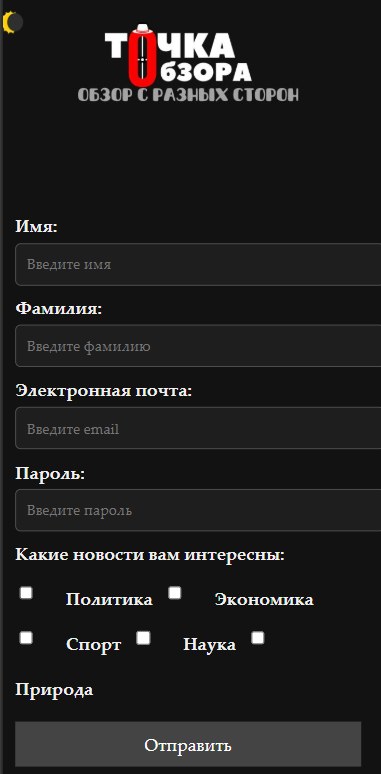 ТОЧКА
ОБЗОРА
ОБЗОР С РАЗНЫХ СТОРОН
Имя:
Введите имя
Фамилия:
Введите фамилию
Электронная почта:
Введите email
Пароль:
Введите пароль
Какие новости вам интересны:
Политика Экономика
Спорт Наука
Природа
Отправить